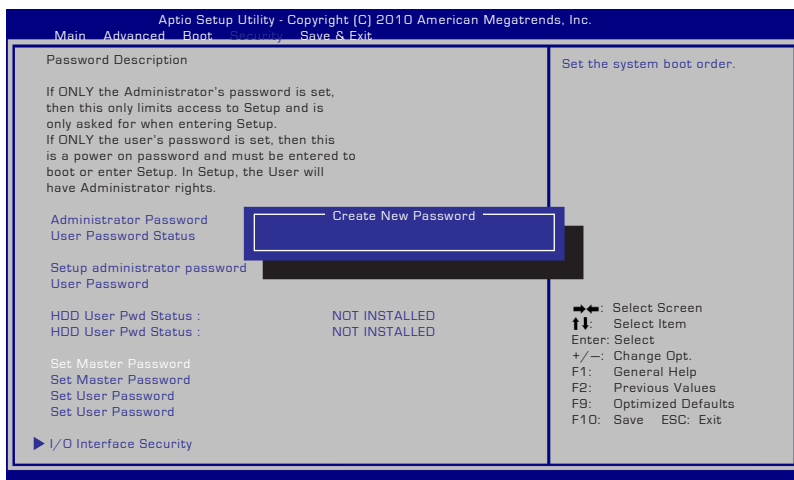 Aptio Setup Utility - Copyright (C) 2010 American Megatrends, Inc.
Main Advanced Boot Security Save & Exit
Password Description
If ONLY the Administrator's password is set,
then this only limits access to Setup and is
only asked for when entering Setup.
If ONLY the user's password is set, then this
is a power on password and must be entered to
boot or enter Setup. In Setup, the User will
have Administrator rights.
Administrator Password
User Password Status
Create New Password
Setup administrator password
User Password
HDD User Pwd Status : NOT INSTALLED
HDD User Pwd Status : NOT INSTALLED
Set Master Password
Set Master Password
Set User Password
Set User Password
I/O Interface Security
Set the system boot order.
→←: Select Screen
↑↓: Select Item
Enter: Select
+/—: Change Opt.
F1: General Help
F2: Previous Values
F9: Optimized Defaults
F10: Save ESC: Exit